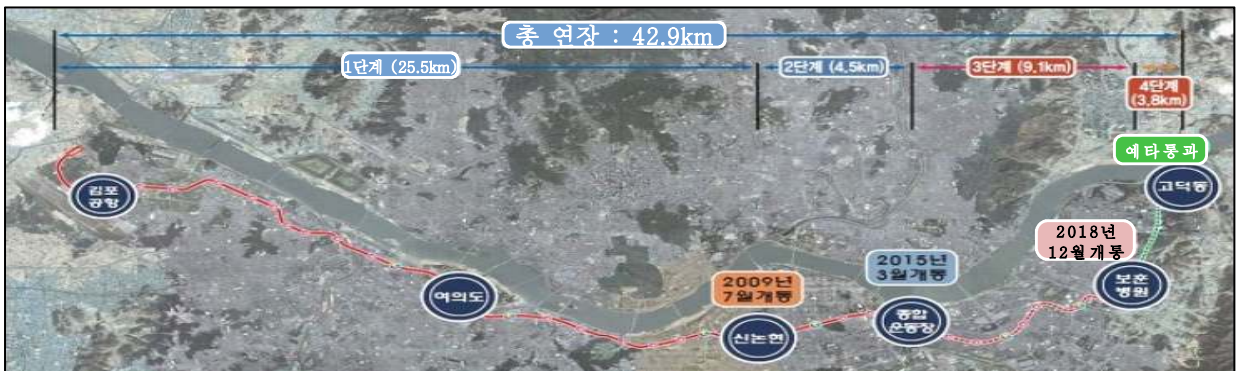 총 연장 : 42.9km
1단계 (25.5km)
2단계 (4.5km)
3단계 (9.1km)
4단계
(3.8km)
예타통과
김포
공항
고덕동
2018년
12월개통
2015년
3월개통
보훈
병원
2009년
7월개통
여의도
종합
운동장
신논현